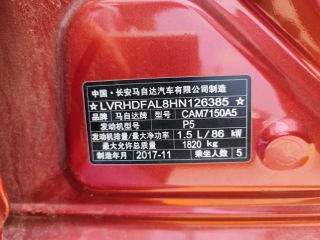 中国·长安马自达汽车有限公司制造
☆LVRHDFAL8HN126385☆
品牌 马自达牌 型号 CAM7150A5
发动机型号 P5
发动机排量/最大净功率 1.5 L/86 kW
最大允许总质量 1820 kg
制造年月 2017-11 乘坐人数 5